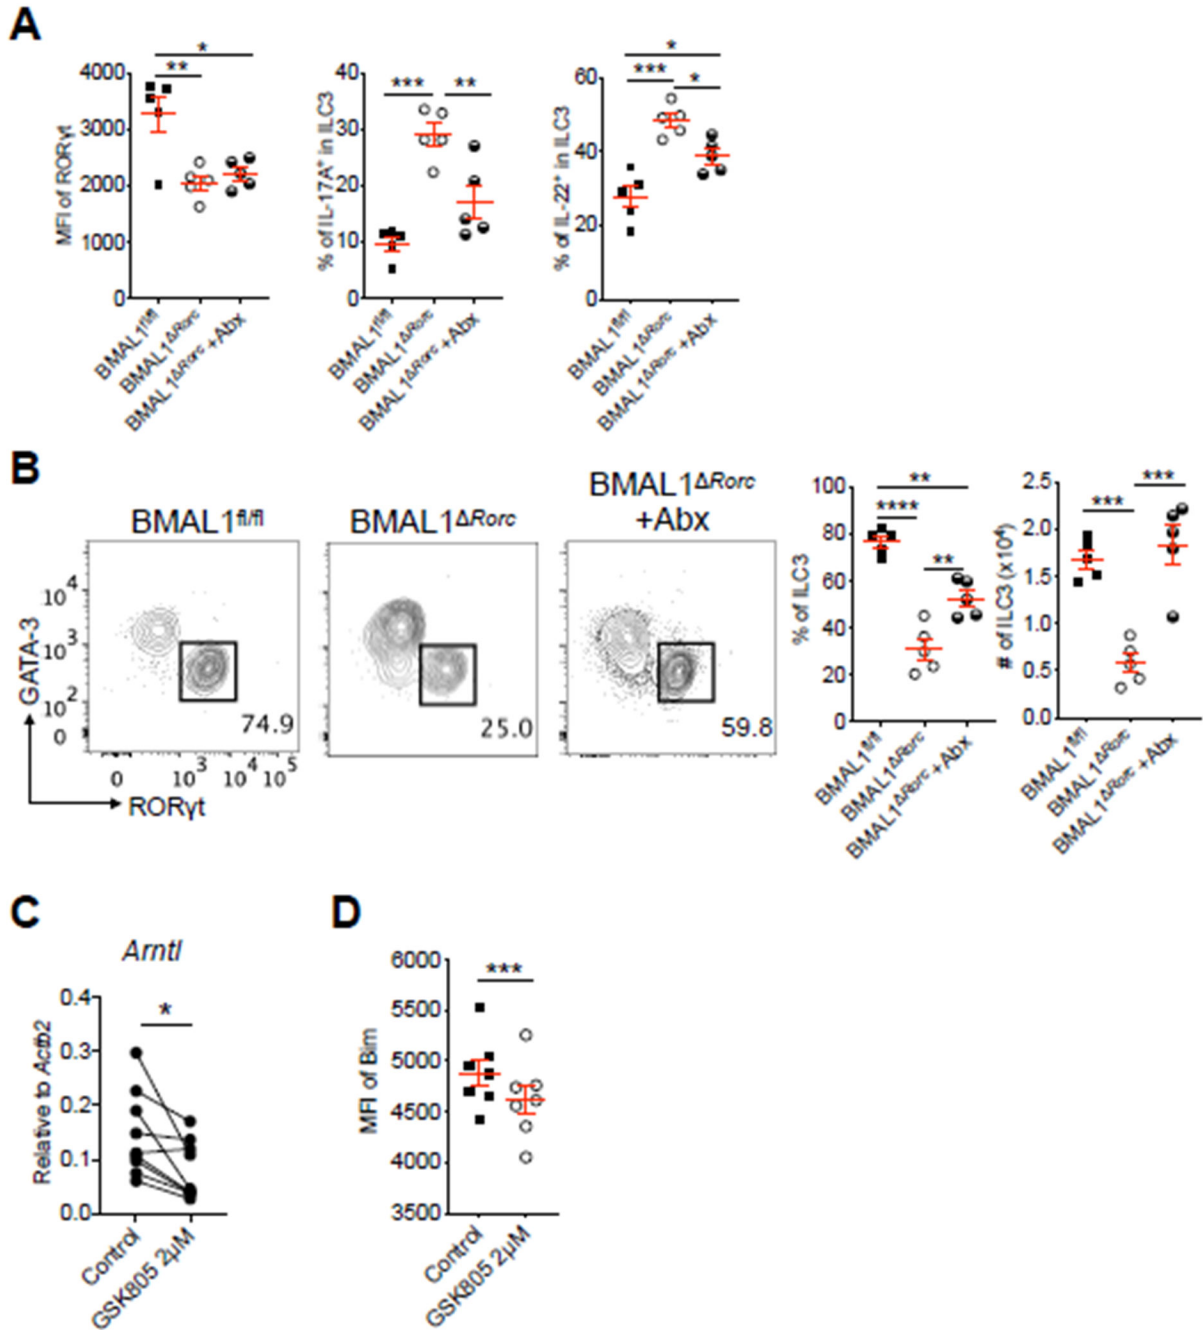 A
* 
**
4000
3000
2000
1000
0
MFI of RORγt
BMAL1fl/fl
BMAL1ΔRorc
BMAL1ΔRorc +Abx
*** **
40
30
20
10
0
% of IL-17A+ in ILC3
BMAL1fl/fl
BMAL1ΔRorc
BMAL1ΔRorc +Abx
*
*** *
60
40
20
0
% of IL-22+ in ILC3
BMAL1fl/fl
BMAL1ΔRorc
BMAL1ΔRorc +Abx
B
BMAL1fl/fl
BMAL1ΔRorc
BMAL1ΔRorc
+Abx
GATA-3
10^4
10^3
10^2
0
74.9
25.0
59.8
0 10^3 10^4 10^5
RORγt
**
****
**
100
80
60
40
20
0
% of ILC3
BMAL1fl/fl
BMAL1ΔRorc
BMAL1ΔRorc +Abx
***
***
2.5
2.0
1.5
1.0
0.5
0.0
# of ILC3 (x10^4)
BMAL1fl/fl
BMAL1ΔRorc
BMAL1ΔRorc +Abx
C
Arntl
*
0.4
0.3
0.2
0.1
0.0
Relative to Actb2
Control
GSK805 2µM
D
***
6000
5500
5000
4500
4000
3500
MFI of Bim
Control
GSK805 2µM